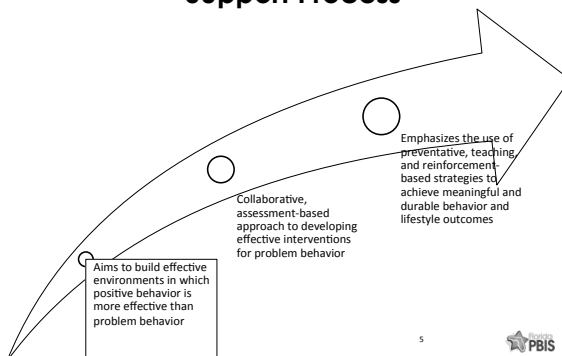 Support Process
Emphasizes the use of
preventative, teaching,
and reinforcement-
based strategies to
achieve meaningful and
durable behavior and
lifestyle outcomes
Collaborative,
assessment-based
approach to developing
effective interventions
for problem behavior
Aims to build effective
environments in which
positive behavior is
more effective than
problem behavior
5
Florida
PBIS